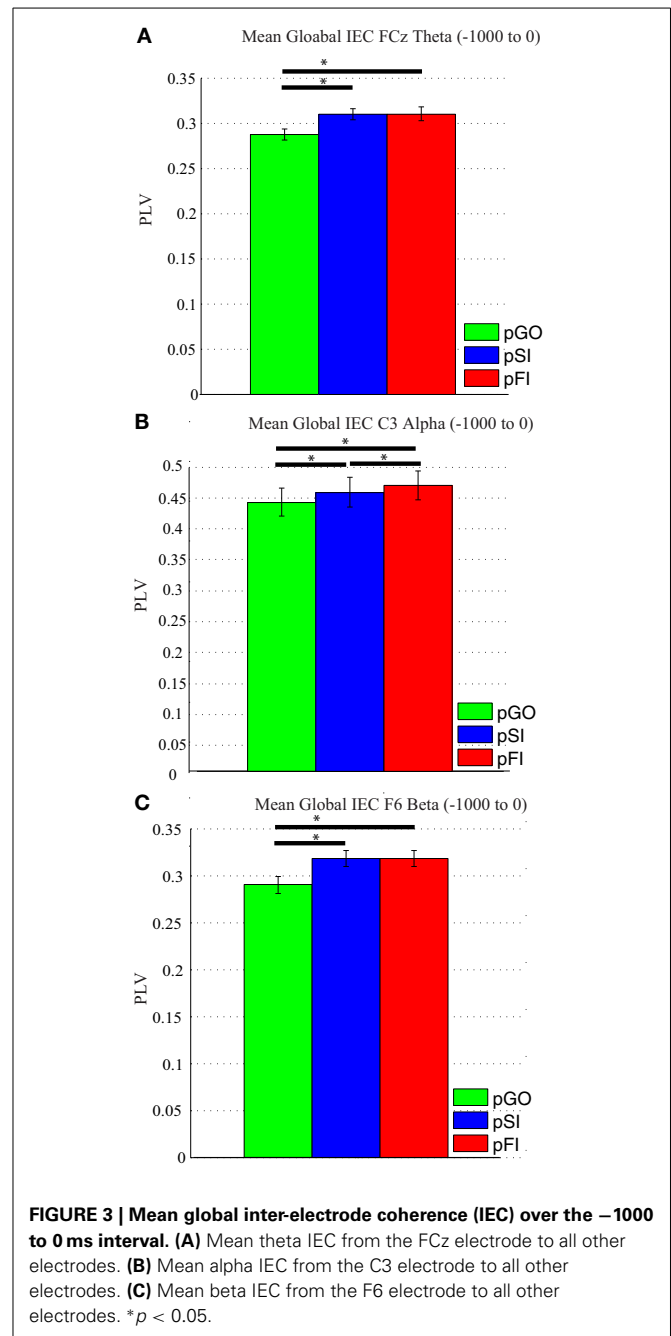 A
Mean Gloabal IEC FCz Theta (-1000 to 0)
*
*
0.35
0.3
0.25
0.2
0.15
0.1
0.05
0
PLV
pGO
pSI
pFI
B
Mean Global IEC C3 Alpha (-1000 to 0)
*
*
*
0.5
0.45
0.4
0.35
0.3
0.25
0.2
0.15
0.1
0.05
0
PLV
pGO
pSI
pFI
C
Mean Global IEC F6 Beta (-1000 to 0)
*
*
0.35
0.3
0.25
0.2
0.15
0.1
0.05
0
PLV
pGO
pSI
pFI
FIGURE 3 | Mean global inter-electrode coherence (IEC) over the −1000
to 0 ms interval. (A) Mean theta IEC from the FCz electrode to all other
electrodes. (B) Mean alpha IEC from the C3 electrode to all other
electrodes. (C) Mean beta IEC from the F6 electrode to all other
electrodes. *p < 0.05.